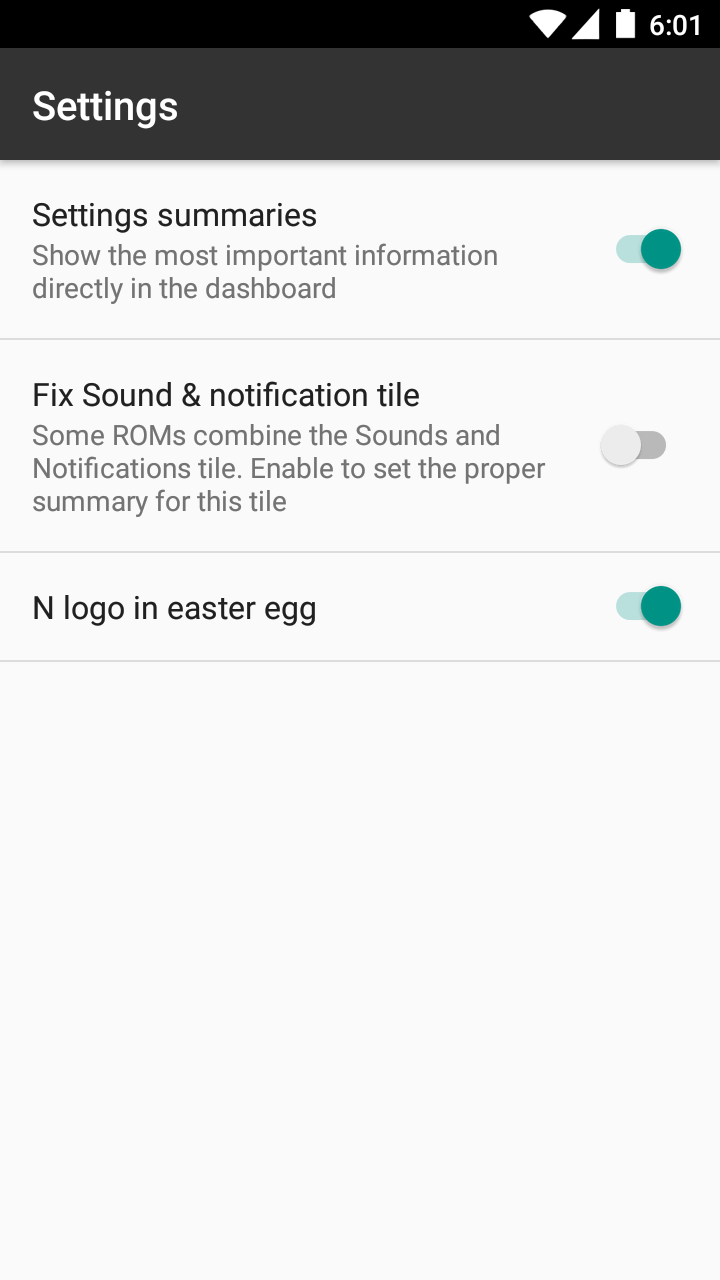 6:01
Settings
Settings summaries
Show the most important information
directly in the dashboard
Fix Sound & notification tile
Some ROMs combine the Sounds and
Notifications tile. Enable to set the proper
summary for this tile
N logo in easter egg